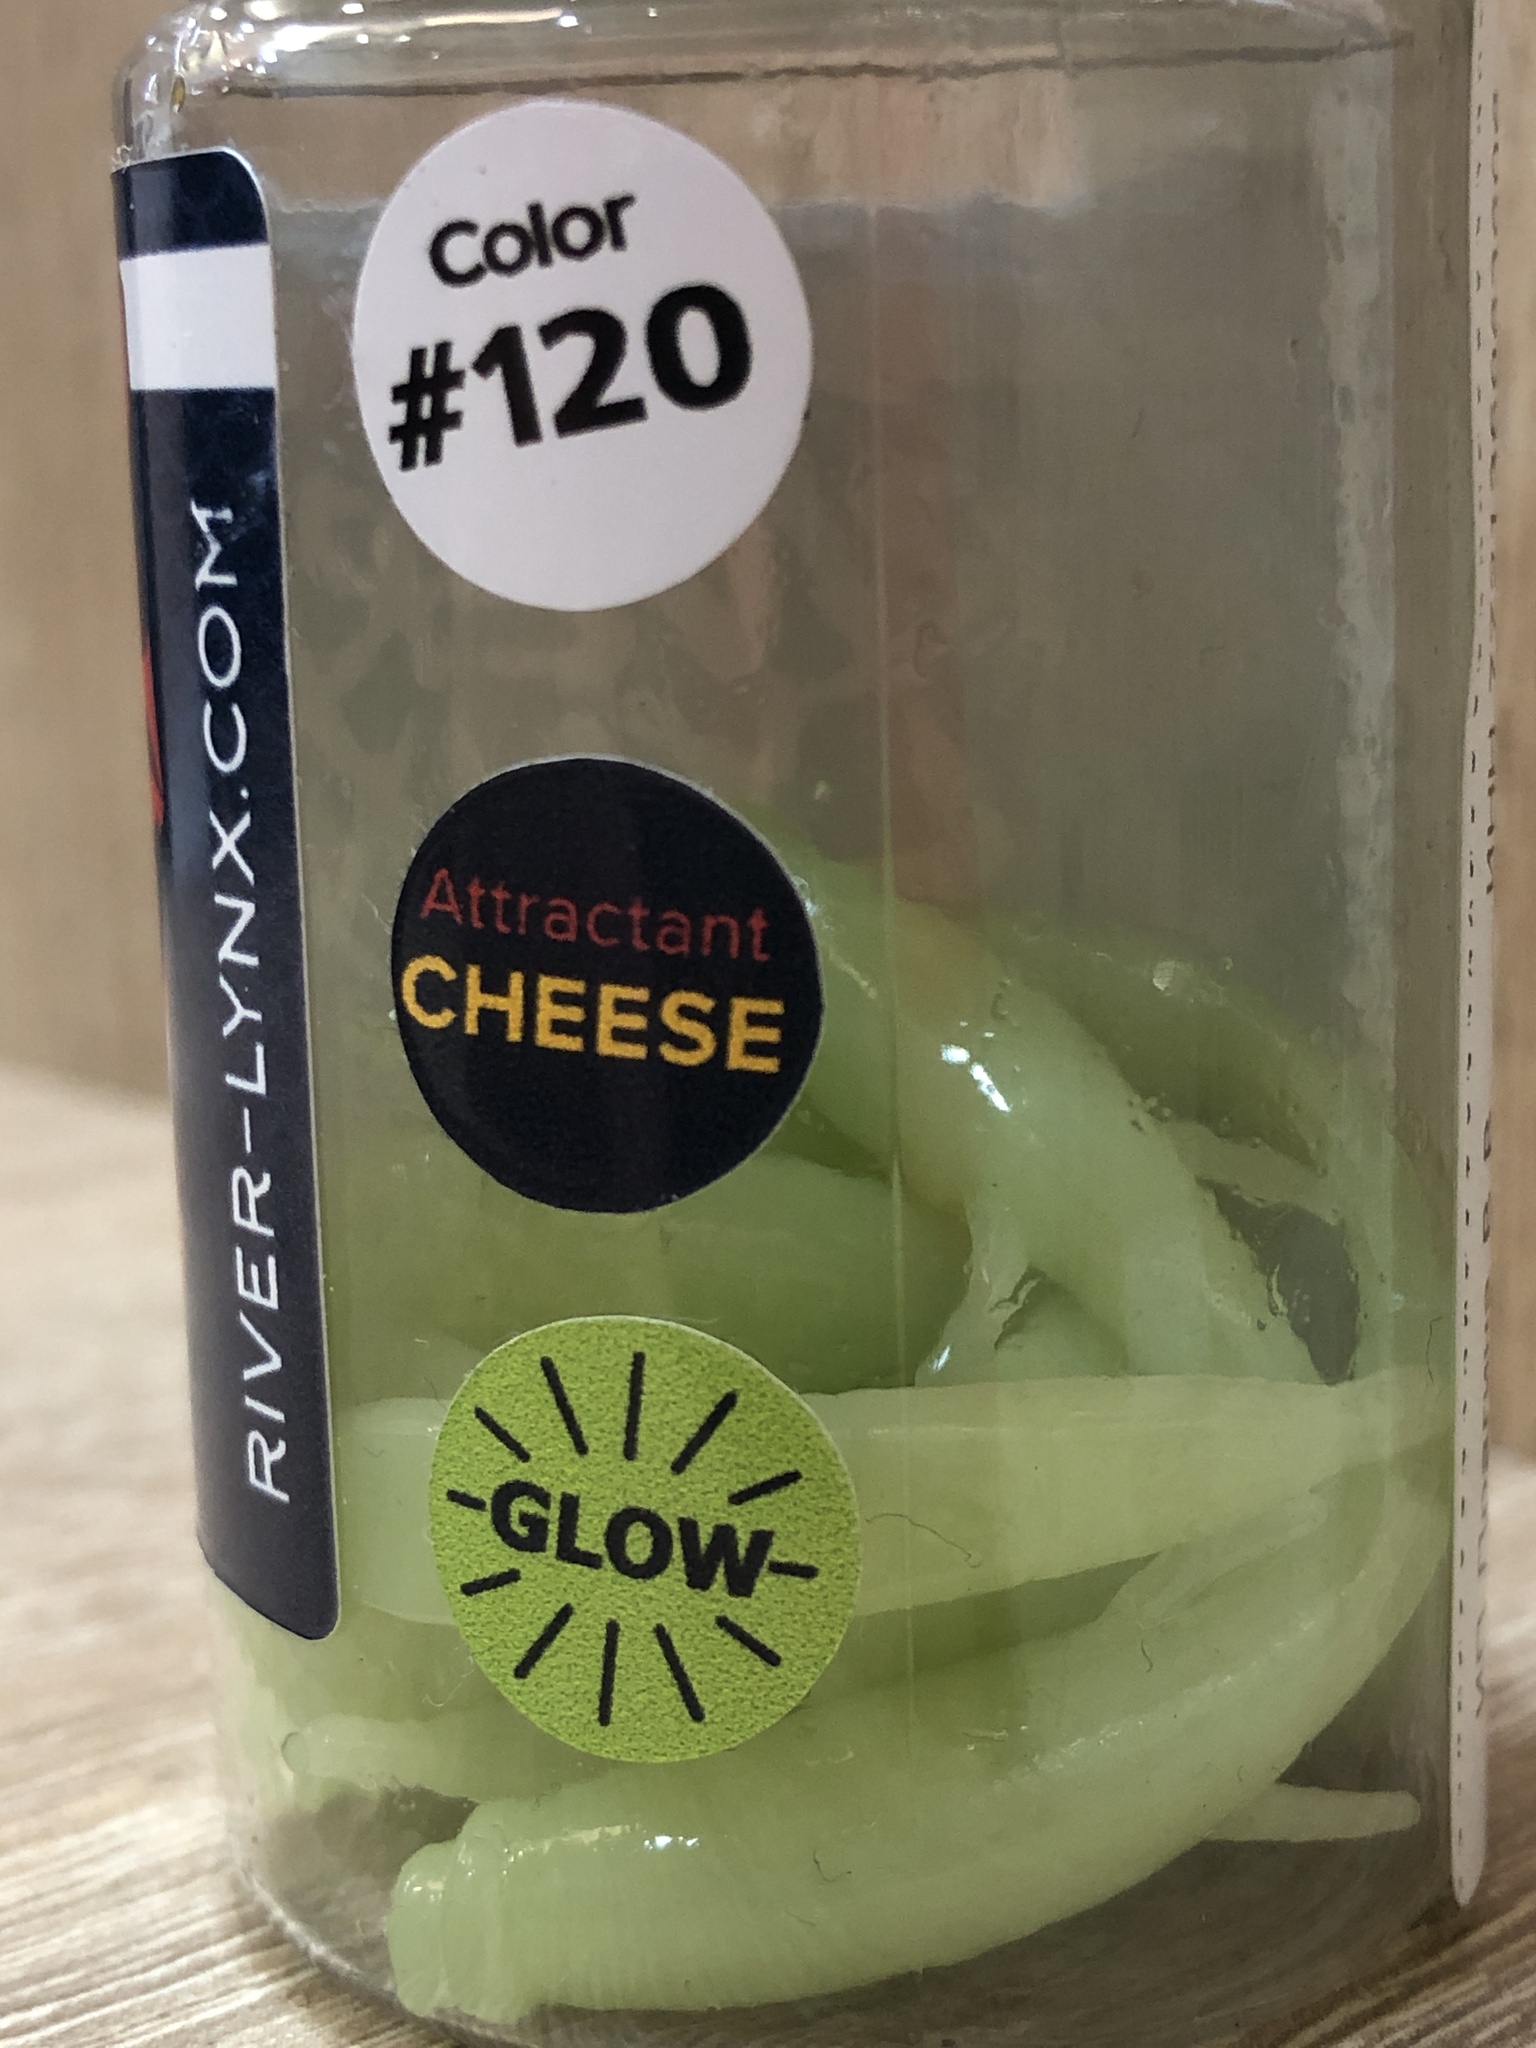 Color
#120
Attractant
CHEESE
GLOW
RIVER-LYNX.COM